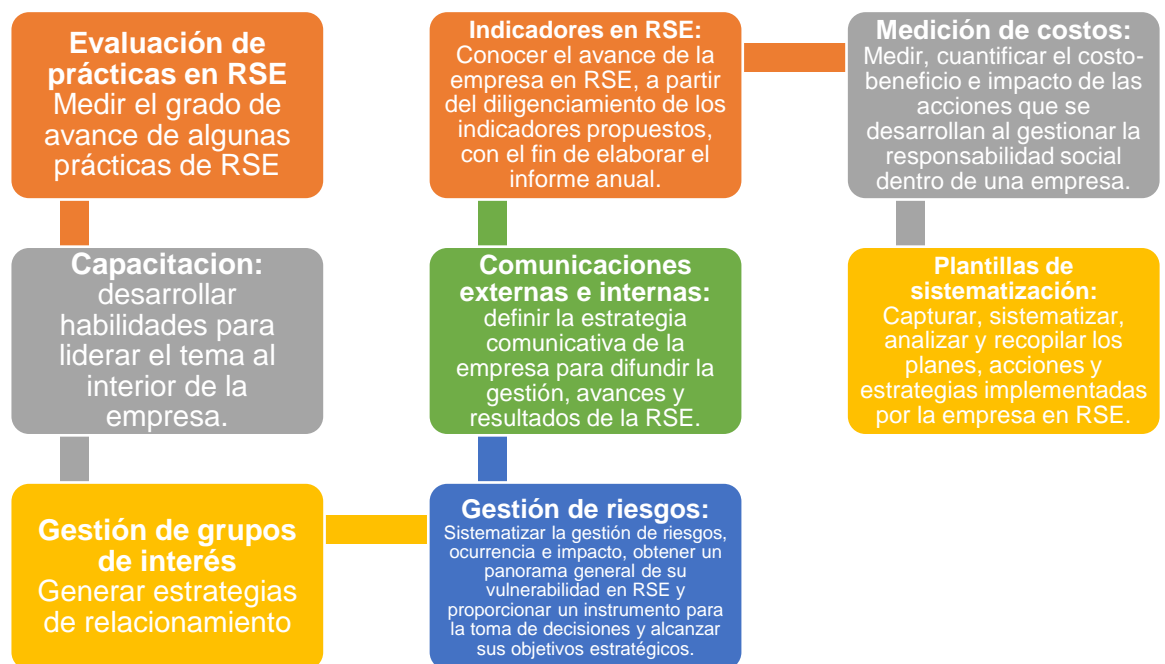 Evaluación de
prácticas en RSE
Medir el grado de
avance de algunas
prácticas de RSE
Capacitacion:
desarrollar
habilidades para
liderar el tema al
interior de la
empresa.
Gestión de grupos
de interés
Generar estrategias
de relacionamiento
Gestión de riesgos:
Sistematizar la gestión de riesgos,
ocurrencia e impacto, obtener un
panorama general de su
vulnerabilidad en RSE y
proporcionar un instrumento para
la toma de decisiones y alcanzar
sus objetivos estratégicos.
Comunicaciones
externas e internas:
definir la estrategia
comunicativa de la
empresa para difundir la
gestión, avances y
resultados de la RSE.
Indicadores en RSE:
Conocer el avance de la
empresa en RSE, a partir
del diligenciamiento de los
indicadores propuestos,
con el fin de elaborar el
informe anual.
Medición de costos:
Medir, cuantificar el costo-
beneficio e impacto de las
acciones que se
desarrollan al gestionar la
responsabilidad social
dentro de una empresa.
Plantillas de
sistematización:
Capturar, sistematizar,
analizar y recopilar los
planes, acciones y
estrategias implementadas
por la empresa en RSE.